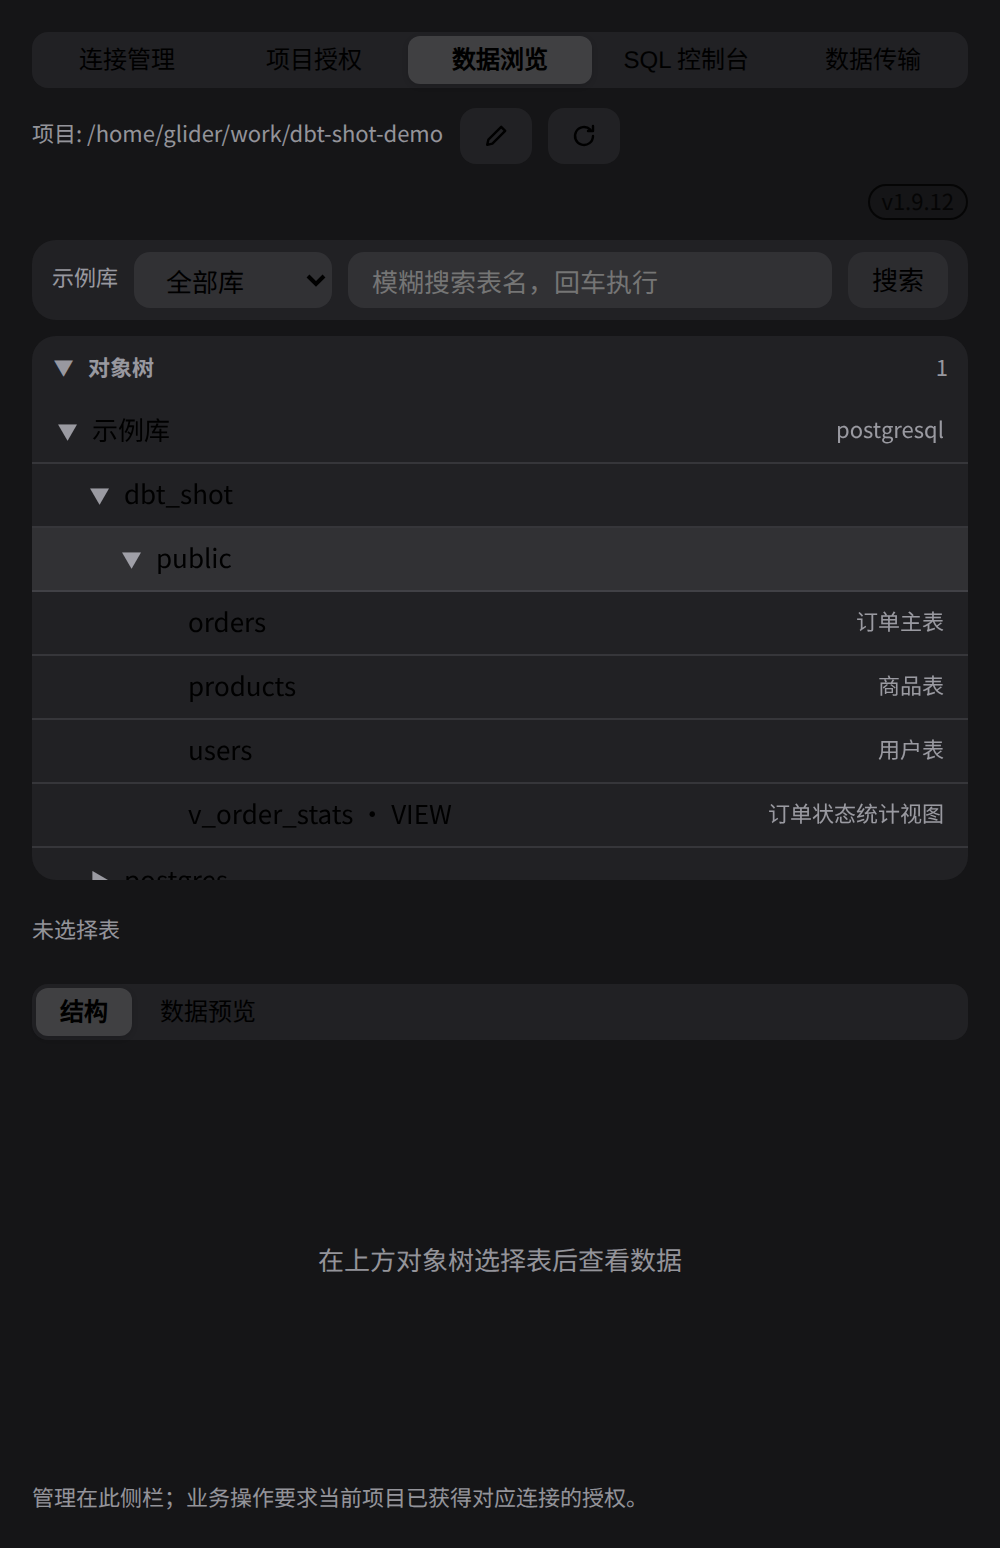 连接管理 项目授权 数据浏览 SQL 控制台 数据传输
项目: /home/glider/work/dbt-shot-demo
v1.9.12
示例库 全部库 模糊搜索表名，回车执行 搜索
▼ 对象树 1
▼ 示例库 postgresql
▼ dbt_shot
▼ public
orders 订单主表
products 商品表
users 用户表
v_order_stats · VIEW 订单状态统计视图
▶ postgres
未选择表
结构 数据预览
在上方对象树选择表后查看数据
管理在此侧栏；业务操作要求当前项目已获得对应连接的授权。